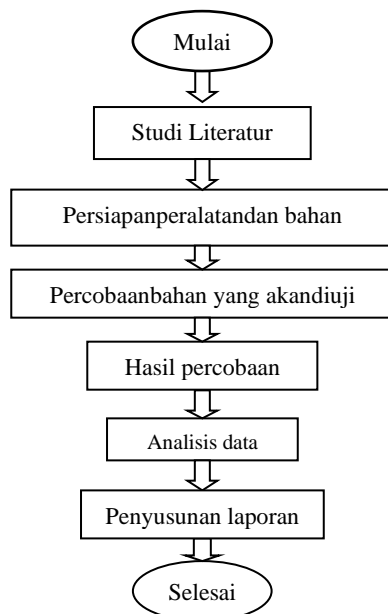 Mulai
Studi Literatur
Persiapanperalatandan bahan
Percobaanbahan yang akandiuji
Hasil percobaan
Analisis data
Penyusunan laporan
Selesai